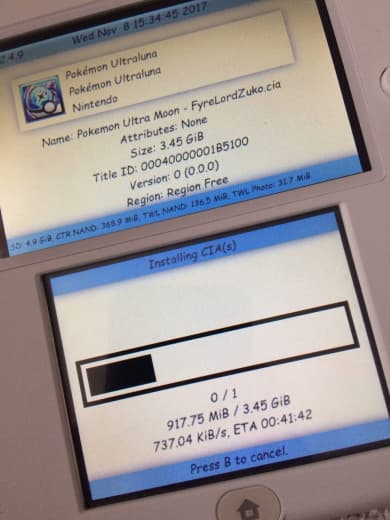 2.4.9
Wed Nov 8 15:34:45 2017
Pokémon Ultraluna
Pokémon Ultraluna
Nintendo
Name: Pokemon Ultra Moon - FyreLordZuko.cia
Attributes: None
Size: 3.45 GiB
Title ID: 00040000001B5100
Version: 0 (0.0.0)
Region: Region Free
SD: 4.9 GiB, CTR NAND: 365.9 MiB, TWL NAND: 136.5 MiB, TWL Photo: 31.7 MiB
Installing CIA(s)
0 / 1
917.75 MiB / 3.45 GiB
737.04 KiB/s, ETA 00:41:42
Press B to cancel.